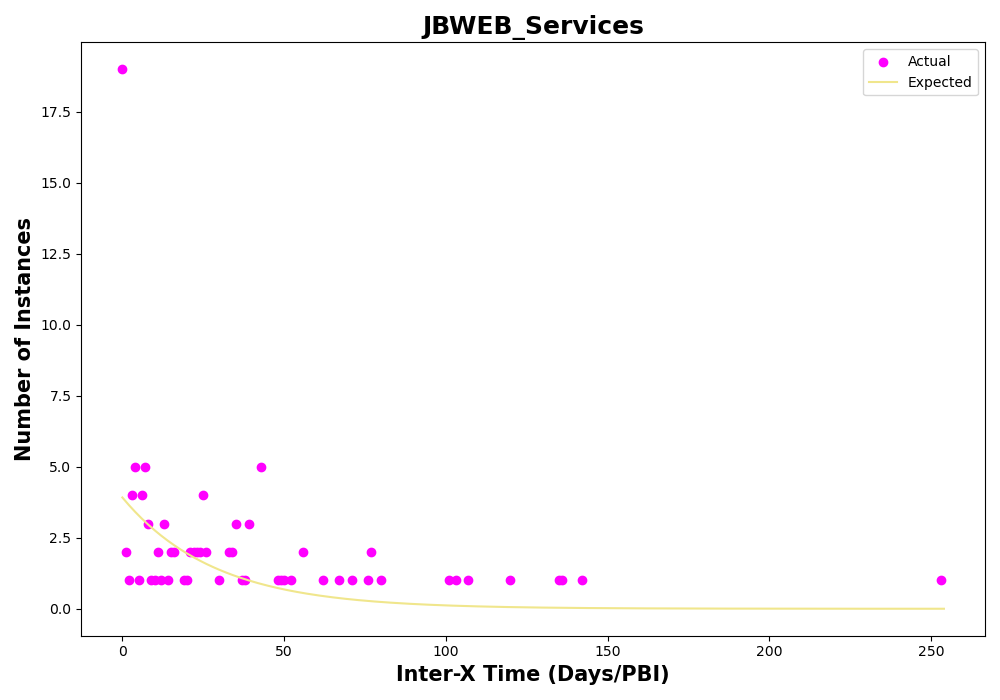 JBWEB_Services
Actual
Expected
Number of Instances
17.5
15.0
12.5
10.0
7.5
5.0
2.5
0.0
0
50
100
150
200
250
Inter-X Time (Days/PBI)